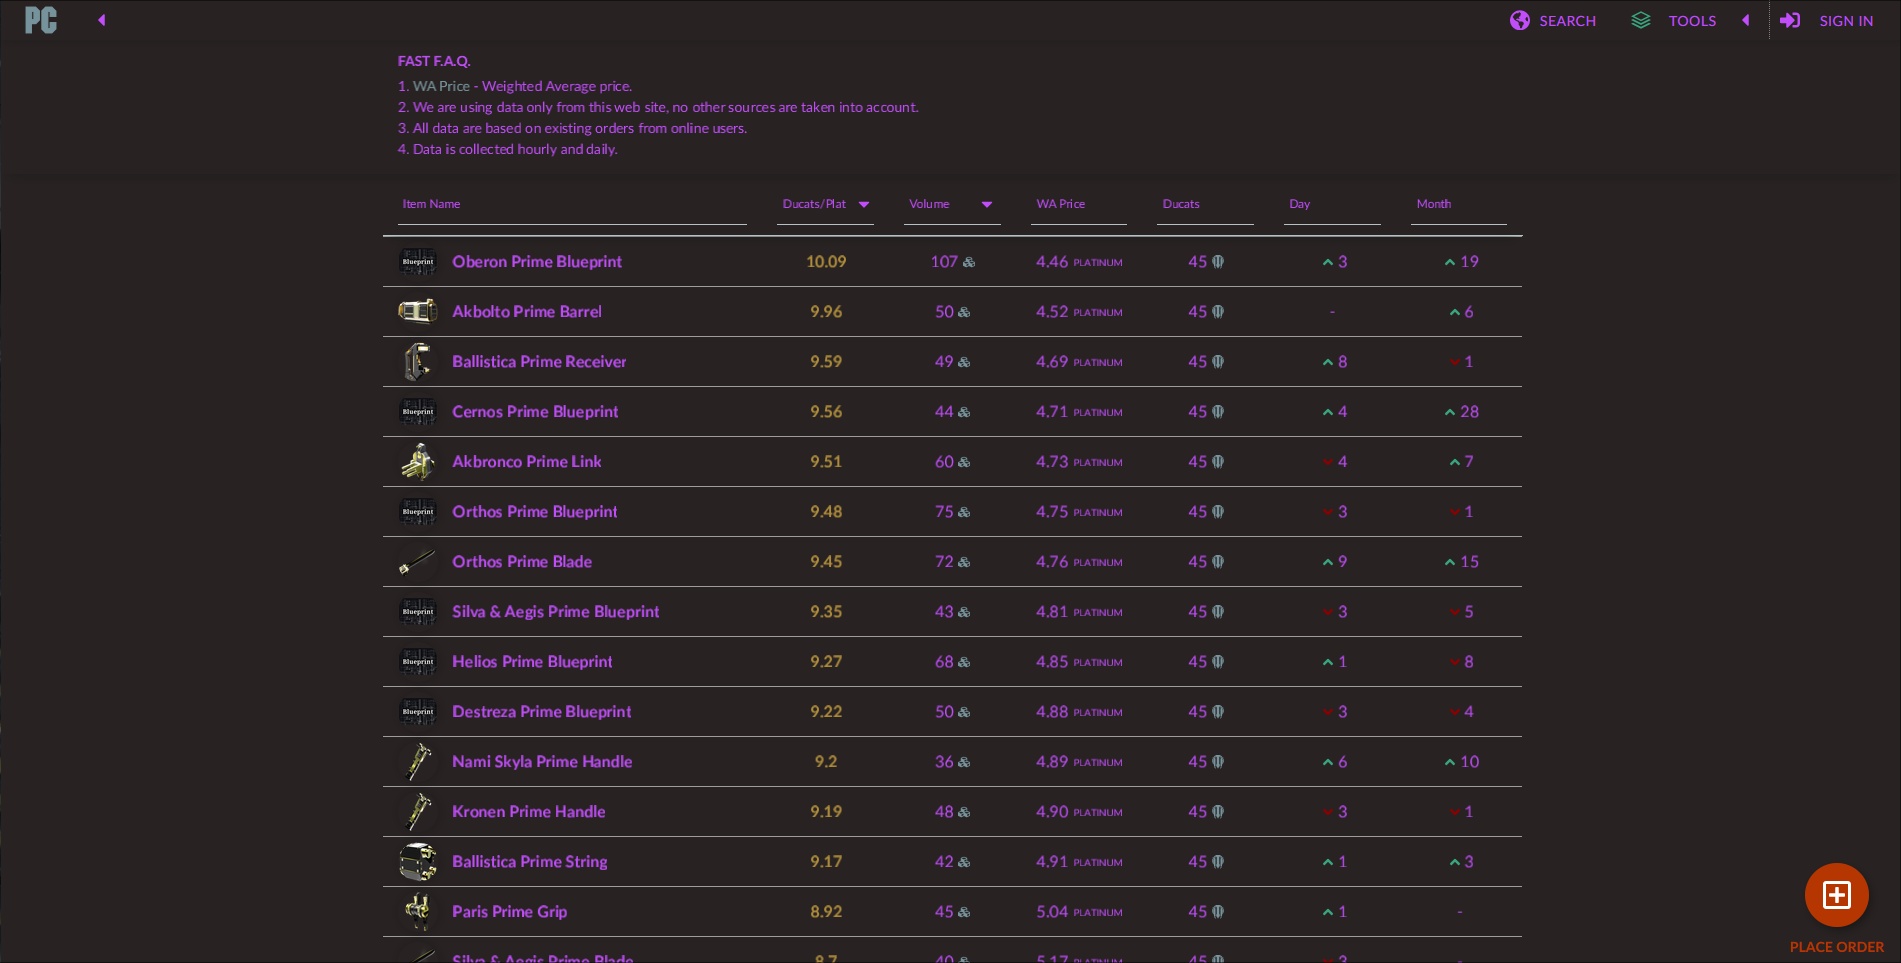 PC
SEARCH TOOLS SIGN IN
FAST F.A.Q.
1. WA Price - Weighted Average price.
2. We are using data only from this web site, no other sources are taken into account.
3. All data are based on existing orders from online users.
4. Data is collected hourly and daily.
Item Name Ducats/Plat Volume WA Price Ducats Day Month
Blueprint Oberon Prime Blueprint 10.09 107 4.46 PLATINUM 45 3 19
Akbolto Prime Barrel 9.96 50 4.52 PLATINUM 45 - 6
Ballistica Prime Receiver 9.59 49 4.69 PLATINUM 45 8 1
Blueprint Cernos Prime Blueprint 9.56 44 4.71 PLATINUM 45 4 28
Akbronco Prime Link 9.51 60 4.73 PLATINUM 45 4 7
Blueprint Orthos Prime Blueprint 9.48 75 4.75 PLATINUM 45 3 1
Orthos Prime Blade 9.45 72 4.76 PLATINUM 45 9 15
Blueprint Silva & Aegis Prime Blueprint 9.35 43 4.81 PLATINUM 45 3 5
Blueprint Helios Prime Blueprint 9.27 68 4.85 PLATINUM 45 1 8
Blueprint Destreza Prime Blueprint 9.22 50 4.88 PLATINUM 45 3 4
Nami Skyla Prime Handle 9.2 36 4.89 PLATINUM 45 6 10
Kronen Prime Handle 9.19 48 4.90 PLATINUM 45 3 1
Ballistica Prime String 9.17 42 4.91 PLATINUM 45 1 3
Paris Prime Grip 8.92 45 5.04 PLATINUM 45 1 -
Silva & Aegis Prime Blade 8.7 40 5.17 PLATINUM 45 3 -
PLACE ORDER